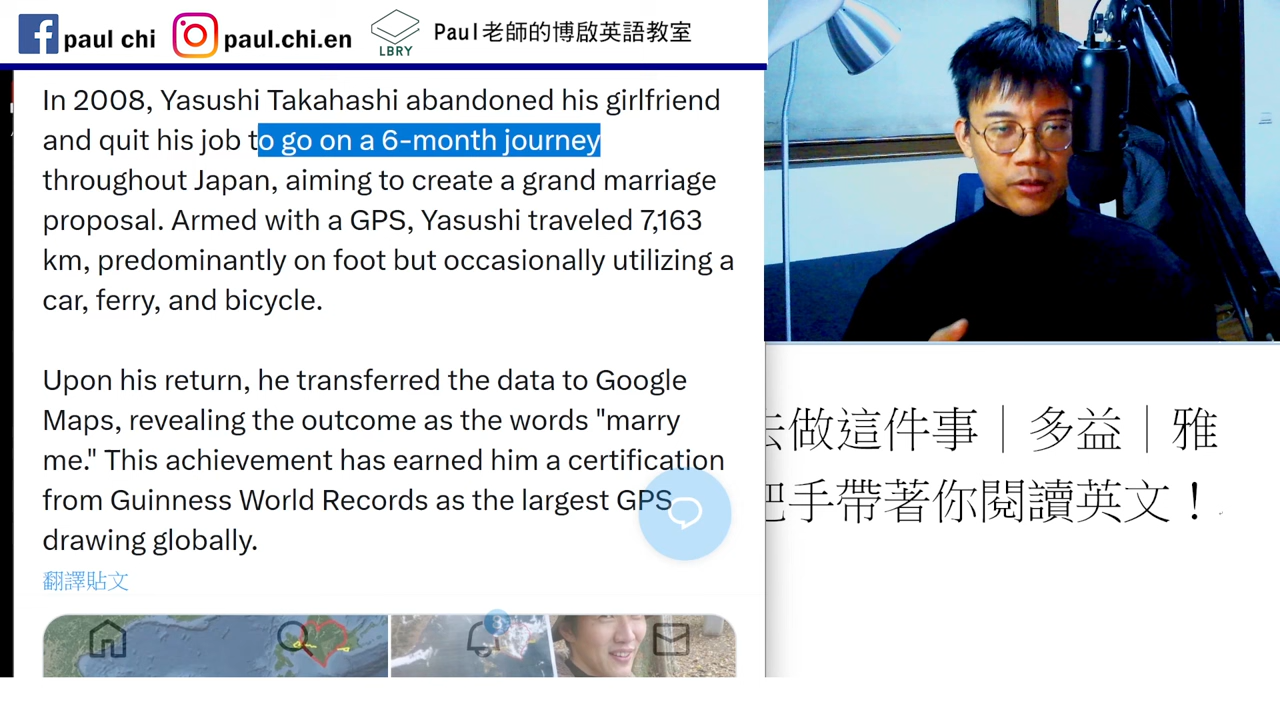 paul chi
paul.chi.en
LBRY
Paul老師的博啟英語教室
In 2008, Yasushi Takahashi abandoned his girlfriend
and quit his job to go on a 6-month journey
throughout Japan, aiming to create a grand marriage
proposal. Armed with a GPS, Yasushi traveled 7,163
km, predominantly on foot but occasionally utilizing a
car, ferry, and bicycle.
Upon his return, he transferred the data to Google
Maps, revealing the outcome as the words "marry
me." This achievement has earned him a certification
from Guinness World Records as the largest GPS
drawing globally.
翻譯貼文
去做這件事｜多益｜雅
把手帶著你閱讀英文！